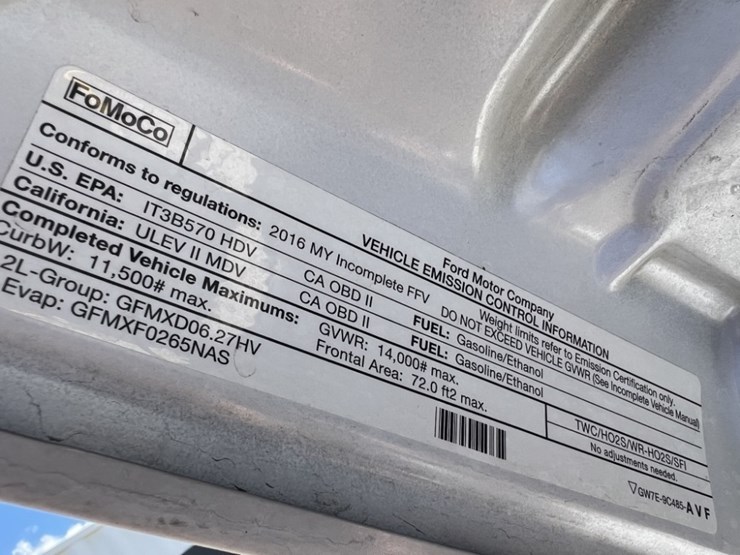 FoMoCo
Ford Motor Company
VEHICLE EMISSION CONTROL INFORMATION
Conforms to regulations: 2016 MY Incomplete FFV
Weight limits refer to Emission Certification only.
DO NOT EXCEED VEHICLE GVWR (See Incomplete Vehicle Manual)
U.S. EPA: IT3B570 HDV CA OBD II FUEL: Gasoline/Ethanol
California: ULEV II MDV CA OBD II FUEL: Gasoline/Ethanol
Completed Vehicle Maximums: GVWR: 14,000# max.
CurbW: 11,500# max. Frontal Area: 72.0 ft2 max.
2L-Group: GFMXD06.27HV
Evap: GFMXF0265NAS
TWC/HO2S/WR-HO2S/SFI
No adjustments needed.
GW7E-9C485-A V F